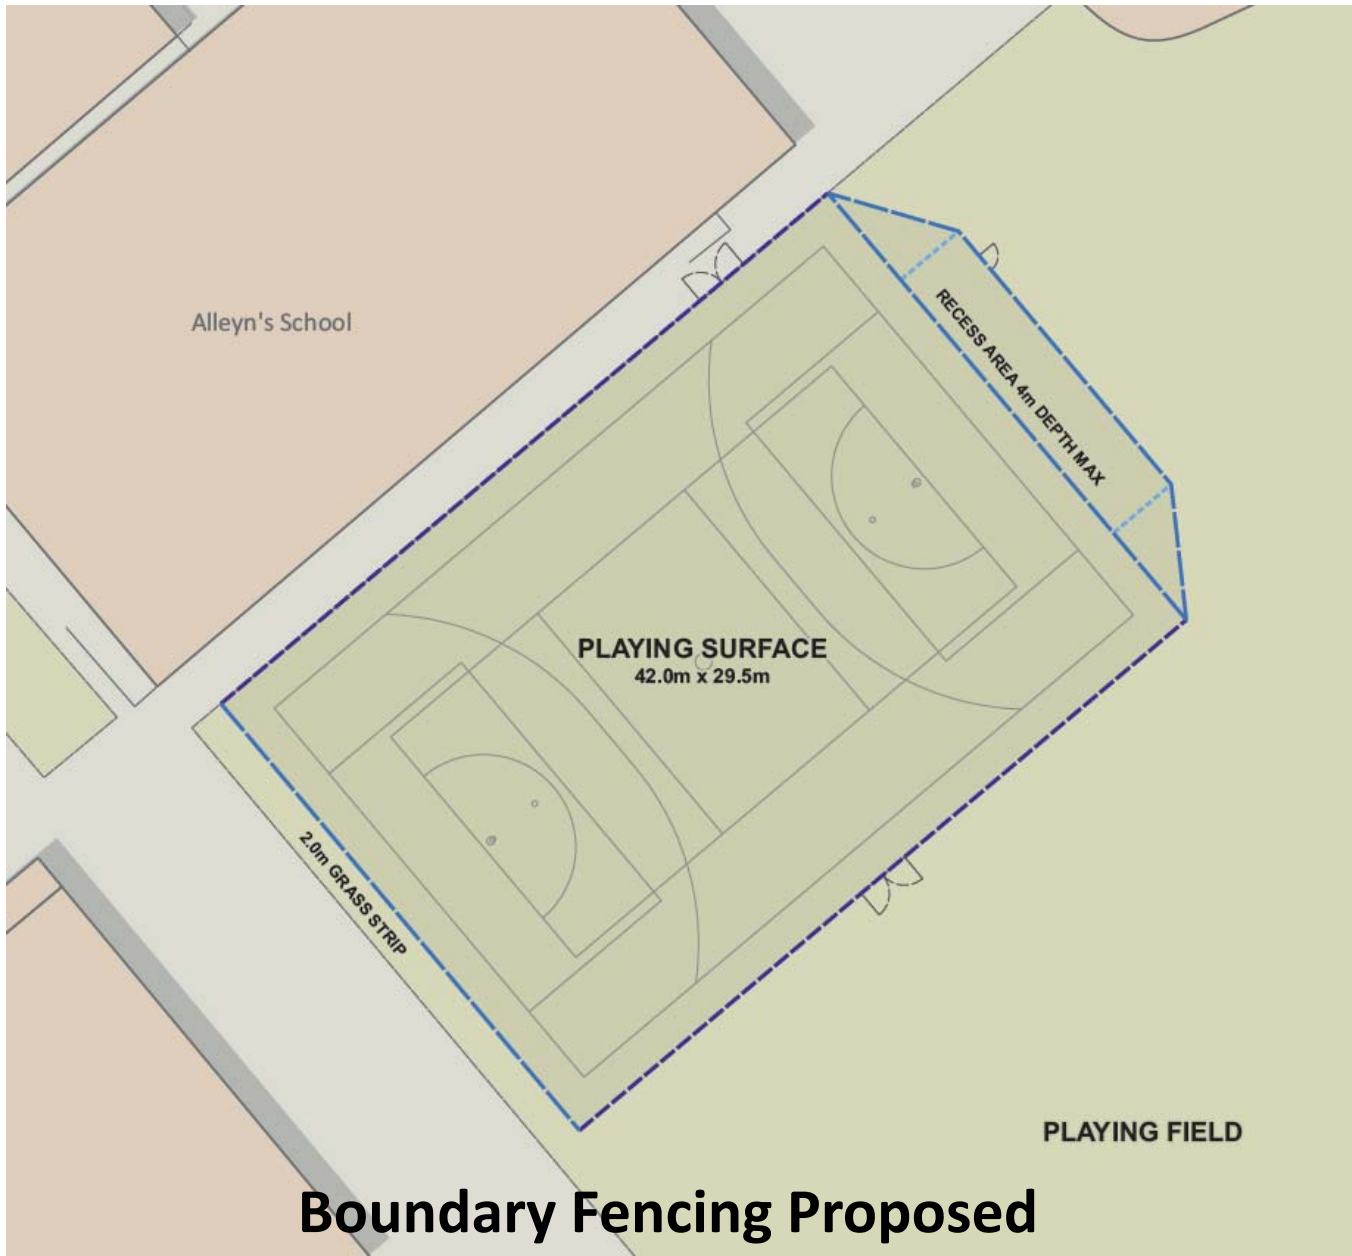 Alleyn's School
RECESS AREA 4m DEPTH MAX
PLAYING SURFACE
42.0m x 29.5m
2.0m GRASS STRIP
PLAYING FIELD
Boundary Fencing Proposed